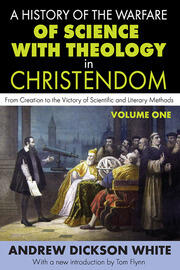 A HISTORY OF THE WARFARE
OF SCIENCE
WITH THEOLOGY
in
CHRISTENDOM
From Creation to the Victory of Scientific and Literary Methods
VOLUME ONE
ANDREW DICKSON WHITE
With a new introduction by Tom Flynn